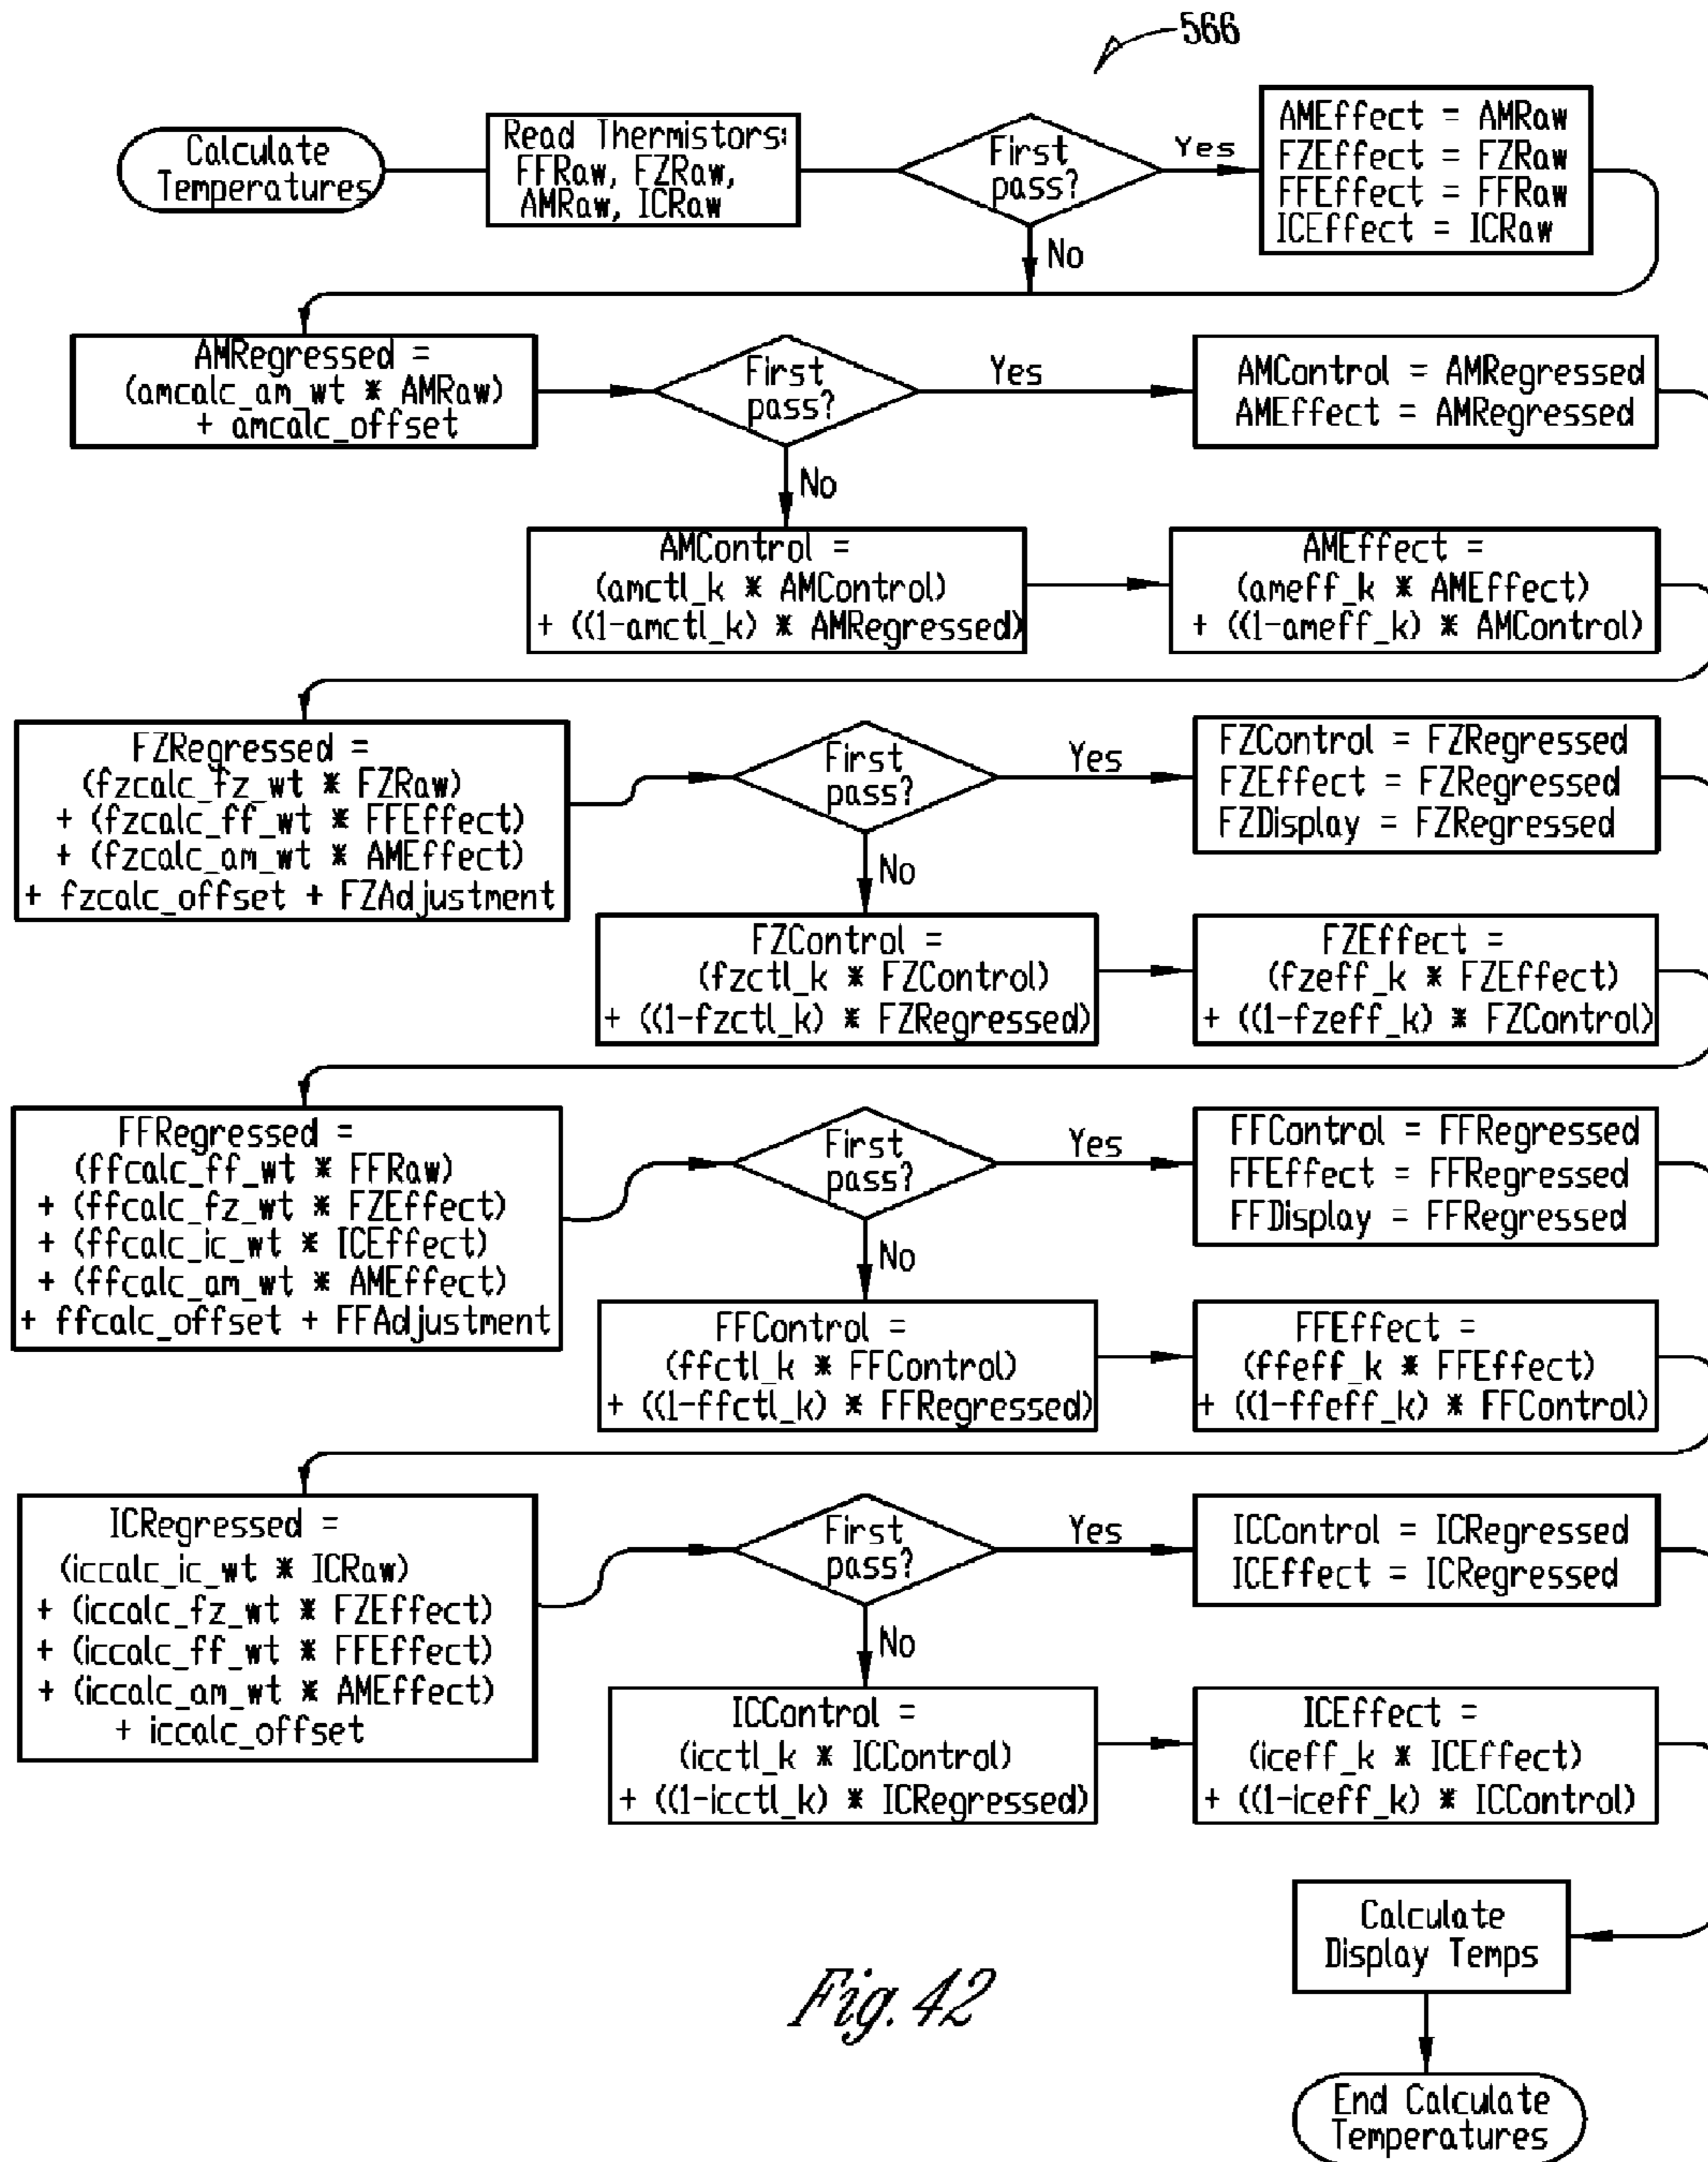 566
Calculate
Temperatures
Read Thermistors:
FFRaw, FZRaw,
AMRaw, ICRaw
First
pass?
Yes
No
AMEffect = AMRaw
FZEffect = FZRaw
FFEffect = FFRaw
ICEffect = ICRaw
AMRegressed =
(amcalc_am_wt * AMRaw)
+ amcalc_offset
First
pass?
Yes
No
AMControl = AMRegressed
AMEffect = AMRegressed
AMControl =
(amctl_k * AMControl)
+ ((1-amctl_k) * AMRegressed)
AMEffect =
(ameff_k * AMEffect)
+ ((1-ameff_k) * AMControl)
FZRegressed =
(fzcalc_fz_wt * FZRaw)
+ (fzcalc_ff_wt * FFEffect)
+ (fzcalc_am_wt * AMEffect)
+ fzcalc_offset + FZAdjustment
First
pass?
Yes
No
FZControl = FZRegressed
FZEffect = FZRegressed
FZDisplay = FZRegressed
FZControl =
(fzctl_k * FZControl)
+ ((1-fzctl_k) * FZRegressed)
FZEffect =
(fzeff_k * FZEffect)
+ ((1-fzeff_k) * FZControl)
FFRegressed =
(ffcalc_ff_wt * FFRaw)
+ (ffcalc_fz_wt * FZEffect)
+ (ffcalc_ic_wt * ICEffect)
+ (ffcalc_am_wt * AMEffect)
+ ffcalc_offset + FFAdjustment
First
pass?
Yes
No
FFControl = FFRegressed
FFEffect = FFRegressed
FFDisplay = FFRegressed
FFControl =
(ffctl_k * FFControl)
+ ((1-ffctl_k) * FFRegressed)
FFEffect =
(ffeff_k * FFEffect)
+ ((1-ffeff_k) * FFControl)
ICRegressed =
(iccalc_ic_wt * ICRaw)
+ (iccalc_fz_wt * FZEffect)
+ (iccalc_ff_wt * FFEffect)
+ (iccalc_am_wt * AMEffect)
+ iccalc_offset
First
pass?
Yes
No
ICControl = ICRegressed
ICEffect = ICRegressed
ICControl =
(icctl_k * ICControl)
+ ((1-icctl_k) * ICRegressed)
ICEffect =
(iceff_k * ICEffect)
+ ((1-iceff_k) * ICControl)
Calculate
Display Temps
End Calculate
Temperatures
Fig. 42